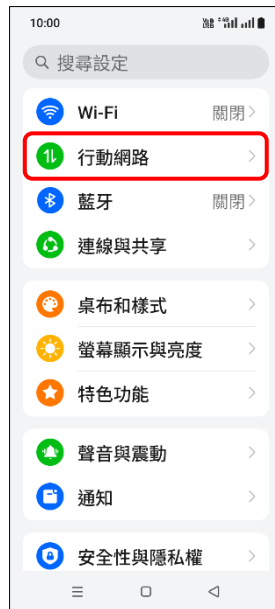 10:00
搜尋設定
Wi-Fi 關閉
行動網路
藍牙 關閉
連線與共享
桌布和樣式
螢幕顯示與亮度
特色功能
聲音與震動
通知
安全性與隱私權